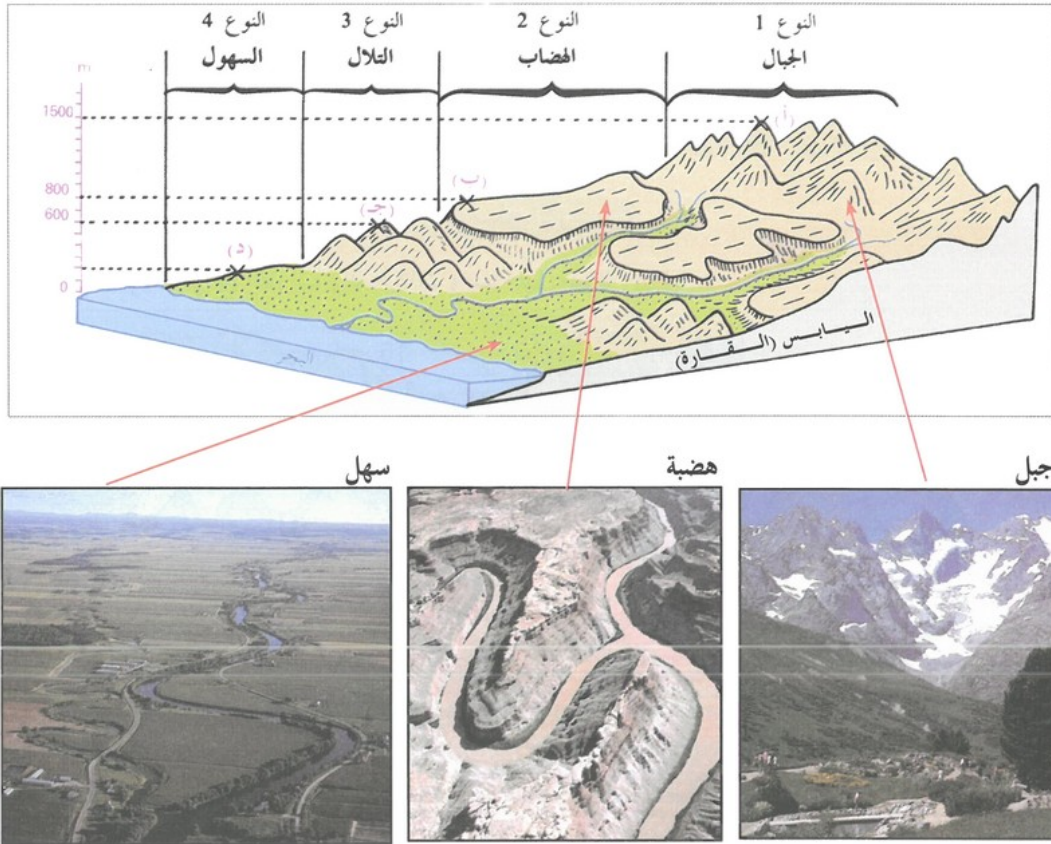 النوع 1
النوع 2
النوع 3
النوع 4
الجبال
الهضاب
التلال
السهول
m
1500
800
600
0
(أ)
(ب)
(جـ)
(د)
البحر
اليابس (القارة)
جبل
هضبة
سهل